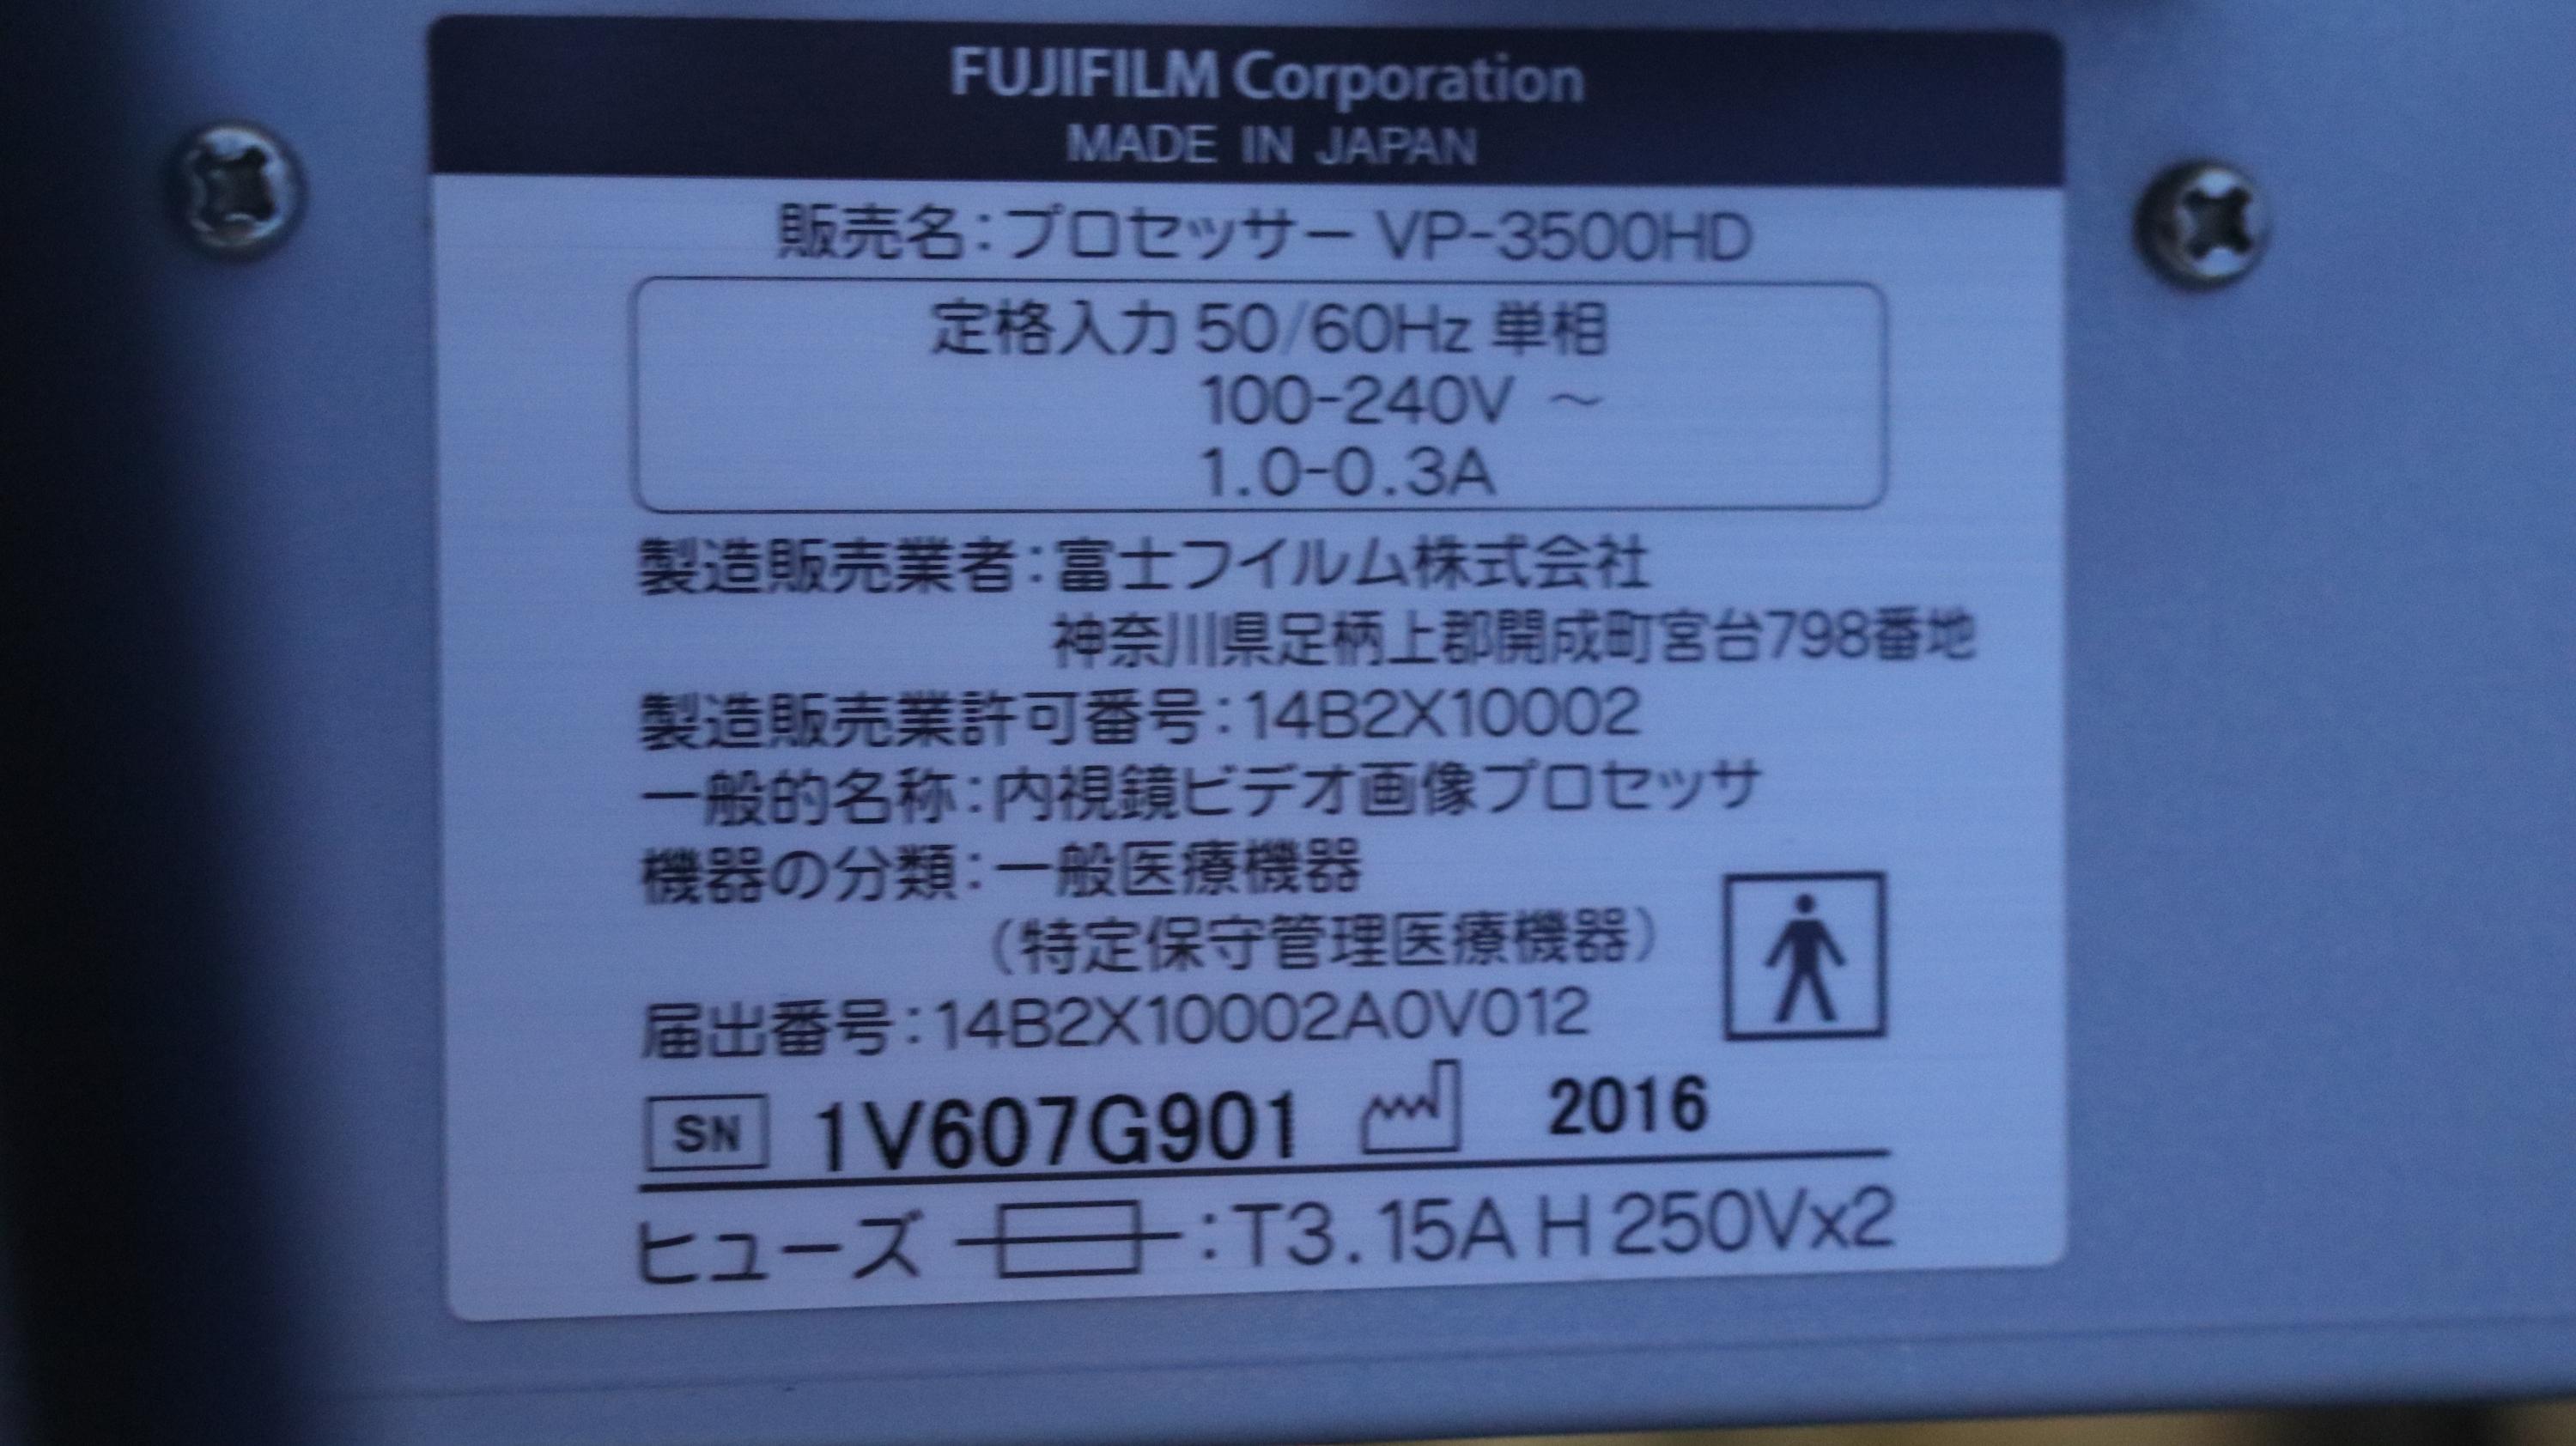 FUJIFILM Corporation
MADE IN JAPAN
販売名：プロセッサー VP-3500HD
定格入力 50/60Hz 単相
100-240V ～
1.0-0.3A
製造販売業者：富士フイルム株式会社
神奈川県足柄上郡開成町宮台798番地
製造販売業許可番号：14B2X10002
一般的名称：内視鏡ビデオ画像プロセッサ
機器の分類：一般医療機器
（特定保守管理医療機器）
届出番号：14B2X10002A0V012
SN 1V607G901 2016
ヒューズ ：T3.15A H 250Vx2